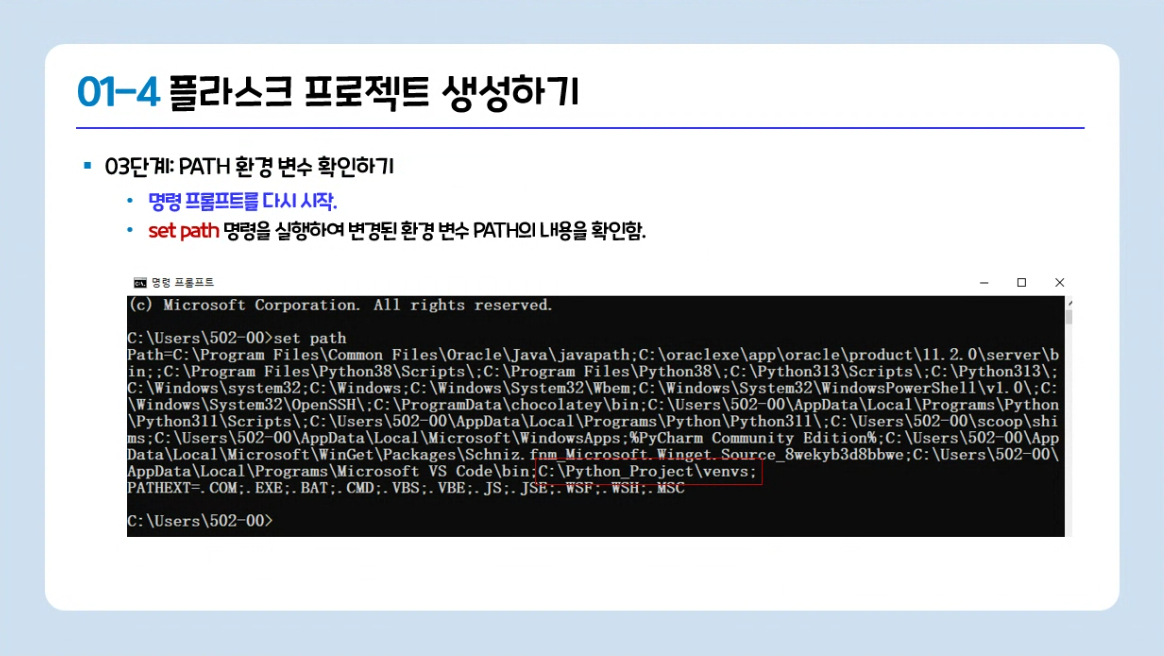 01-4 플라스크 프로젝트 생성하기
03단계: PATH 환경 변수 확인하기
명령 프롬프트를 다시 시작.
set path 명령을 실행하여 변경된 환경 변수 PATH의 내용을 확인함.
명령 프롬프트
(c) Microsoft Corporation. All rights reserved.
C:\Users\502-00>set path
Path=C:\Program Files\Common Files\Oracle\Java\javapath;C:\oraclexe\app\oracle\product\11.2.0\server\b
in;;C:\Program Files\Python38\Scripts\;C:\Program Files\Python38\;C:\Python313\Scripts\;C:\Python313\;
C:\Windows\system32;C:\Windows;C:\Windows\System32\Wbem;C:\Windows\System32\WindowsPowerShell\v1.0\;C:
\Windows\System32\OpenSSH\;C:\ProgramData\chocolatey\bin;C:\Users\502-00\AppData\Local\Programs\Python
\Python311\Scripts\;C:\Users\502-00\AppData\Local\Programs\Python\Python311\;C:\Users\502-00\scoop\shi
ms;C:\Users\502-00\AppData\Local\Microsoft\WindowsApps;%PyCharm Community Edition%;C:\Users\502-00\App
Data\Local\Microsoft\WinGet\Packages\Schniz.fnm_Microsoft.Winget.Source_8wekyb3d8bbwe;C:\Users\502-00\
AppData\Local\Programs\Microsoft VS Code\bin;C:\Python_Project\venvs;
PATHEXT=.COM;.EXE;.BAT;.CMD;.VBS;.VBE;.JS;.JSE;.WSF;.WSH;.MSC
C:\Users\502-00>